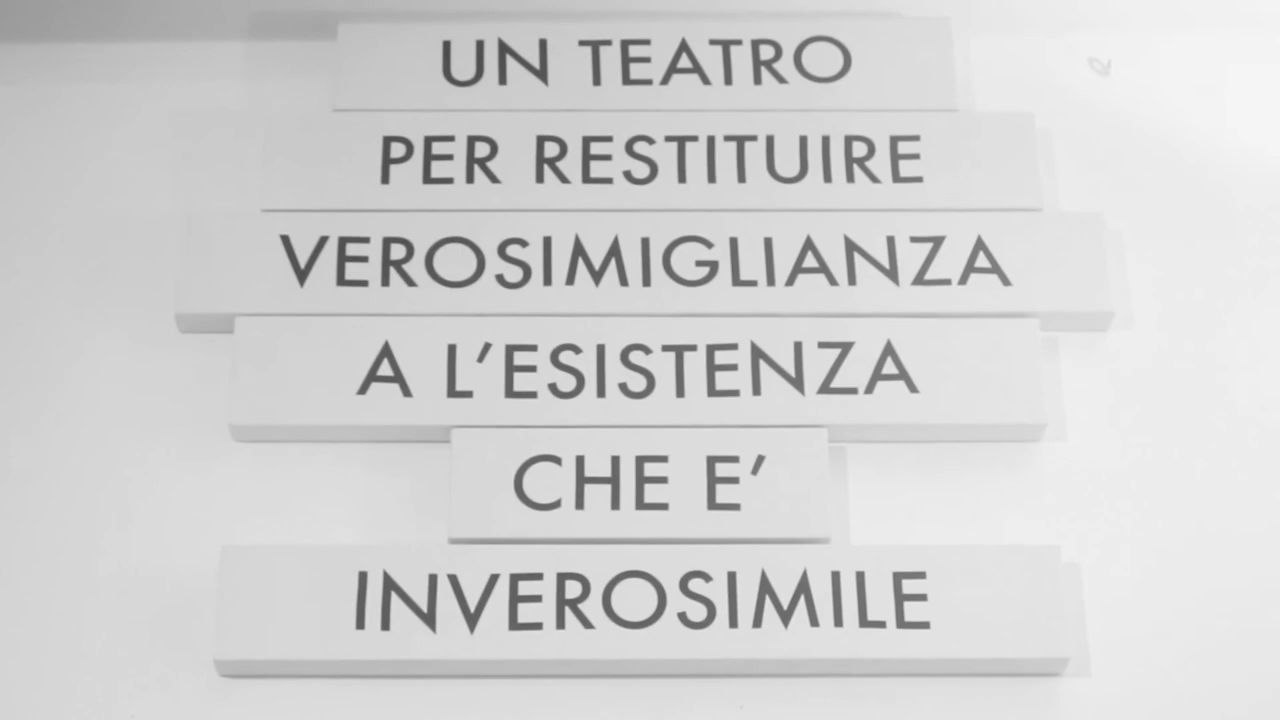 UN TEATRO
PER RESTITUIRE
VEROSIMIGLIANZA
A L’ESISTENZA
CHE E’
INVEROSIMILE